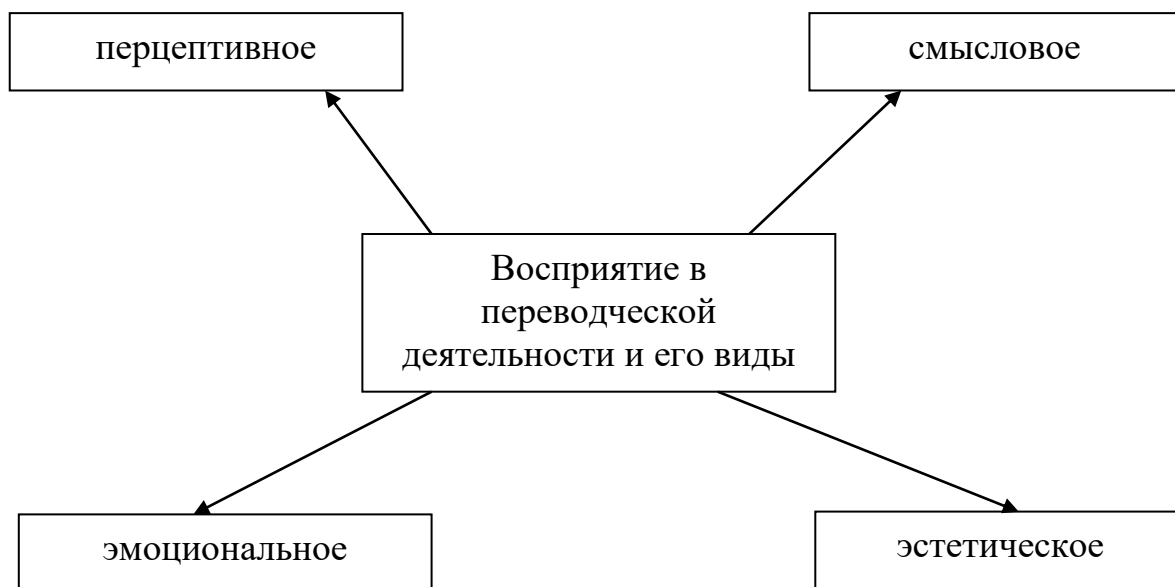 перцептивное
смысловое
Восприятие в
переводческой
деятельности и его виды
эмоциональное
эстетическое